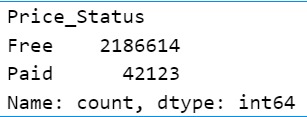 Price_Status
Free    2186614
Paid      42123
Name: count, dtype: int64